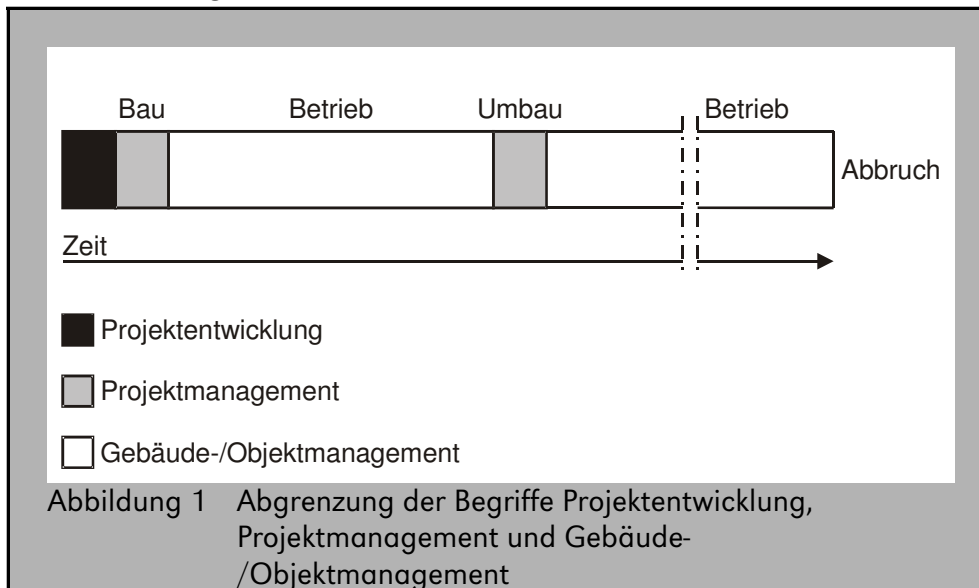 Bau Betrieb Umbau Betrieb
Abbruch
Zeit
Projektentwicklung
Projektmanagement
Gebäude-/Objektmanagement
Abbildung 1 Abgrenzung der Begriffe Projektentwicklung,
Projektmanagement und Gebäude-
/Objektmanagement